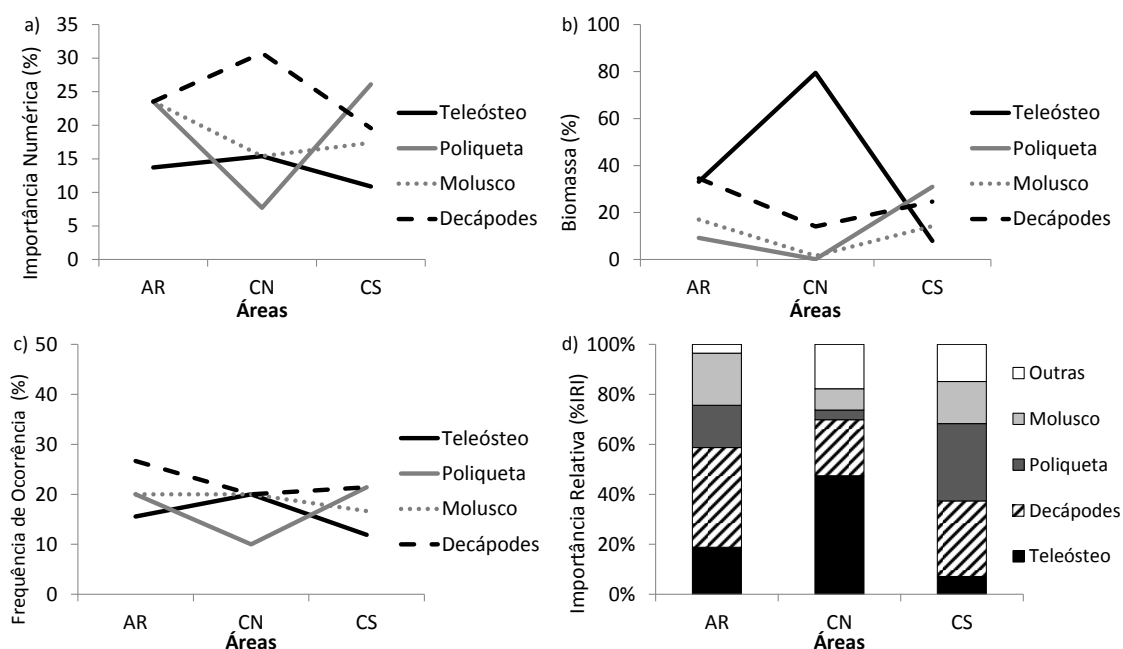 a)
Importância Numérica (%)
35
30
25
20
15
10
5
0
AR CN CS
Áreas
Teleósteo
Poliqueta
Molusco
Decápodes
b)
Biomassa (%)
100
80
60
40
20
0
AR CN CS
Áreas
Teleósteo
Poliqueta
Molusco
Decápodes
c)
Frequência de Ocorrência (%)
50
40
30
20
10
0
AR CN CS
Áreas
Teleósteo
Poliqueta
Molusco
Decápodes
d)
Importância Relativa (%IRI)
100%
80%
60%
40%
20%
0%
AR CN CS
Áreas
Outras
Molusco
Poliqueta
Decápodes
Teleósteo